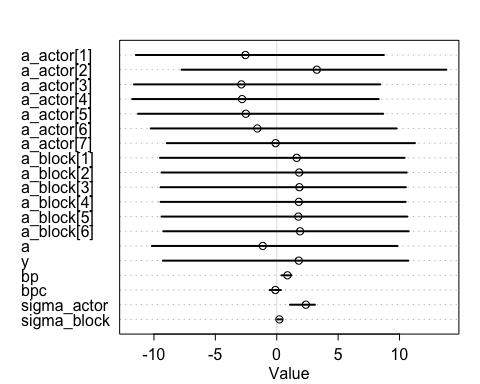 a_actor[1]
a_actor[2]
a_actor[3]
a_actor[4]
a_actor[5]
a_actor[6]
a_actor[7]
a_block[1]
a_block[2]
a_block[3]
a_block[4]
a_block[5]
a_block[6]
a
y
bp
bpc
sigma_actor
sigma_block
-10 -5 0 5 10
Value